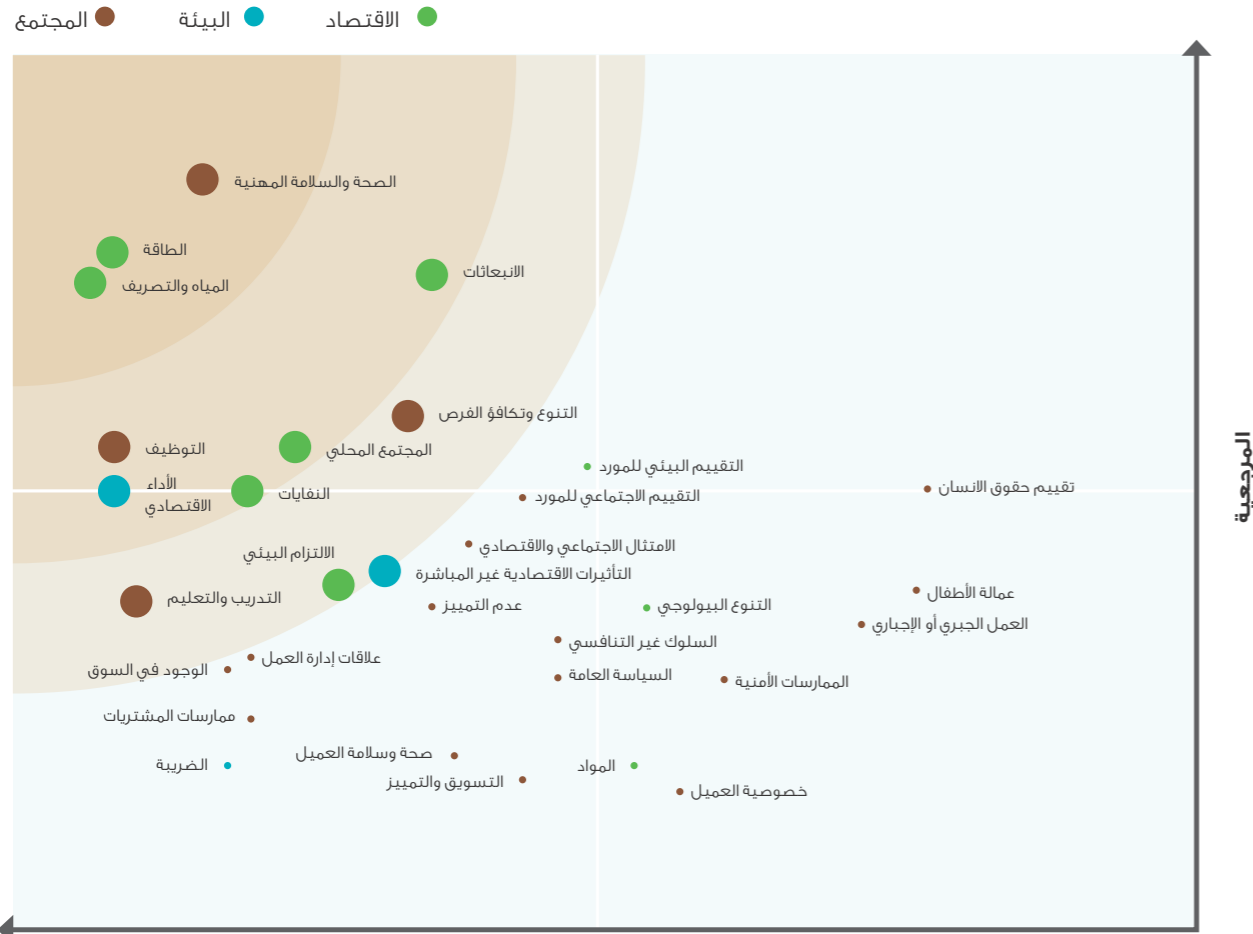 الاقتصاد
البيئة
المجتمع
الصحة والسلامة المهنية
الطاقة
الانبعاثات
المياه والتصريف
التنوع وتكافؤ الفرص
المجتمع المحلي
التوظيف
التقييم البيئي للمورد
الأداء
الاقتصادي
تقييم حقوق الانسان
النفايات
التقييم الاجتماعي للمورد
الامتثال الاجتماعي والاقتصادي
الالتزام البيئي
التأثيرات الاقتصادية غير المباشرة
عمالة الأطفال
التدريب والتعليم
التنوع البيولوجي
عدم التمييز
العمل الجبري أو الإجباري
السلوك غير التنافسي
علاقات إدارة العمل
الوجود في السوق
السياسة العامة
الممارسات الأمنية
ممارسات المشتريات
صحة وسلامة العميل
الضريبة
المواد
التسويق والتمييز
خصوصية العميل
المرجعية